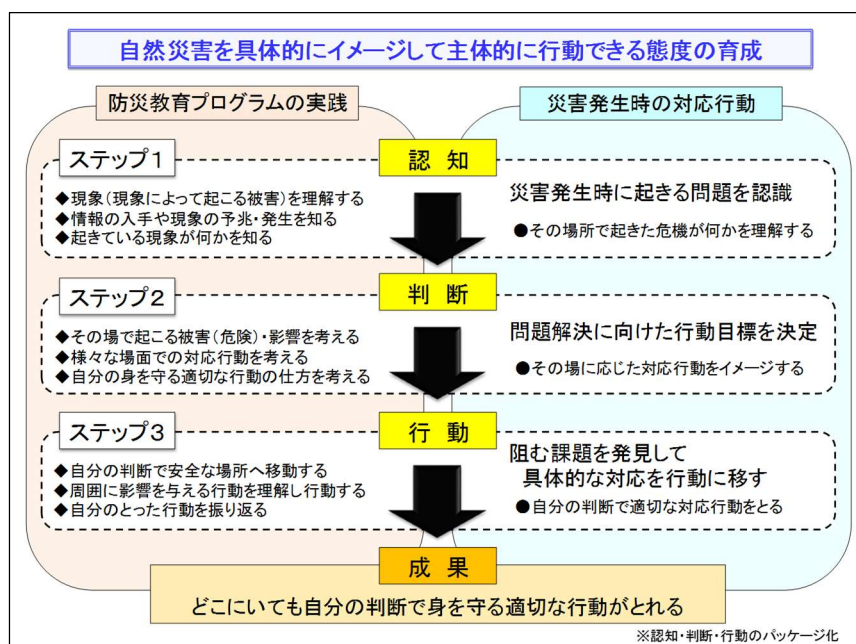 自然災害を具体的にイメージして主体的に行動できる態度の育成
防災教育プログラムの実践
災害発生時の対応行動
ステップ1
認 知
◆現象(現象によって起こる被害)を理解する
◆情報の入手や現象の予兆・発生を知る
◆起きている現象が何かを知る
災害発生時に起きる問題を認識
●その場所で起きた危機が何かを理解する
ステップ2
判 断
◆その場で起こる被害(危険)・影響を考える
◆様々な場面での対応行動を考える
◆自分の身を守る適切な行動の仕方を考える
問題解決に向けた行動目標を決定
●その場に応じた対応行動をイメージする
ステップ3
行 動
◆自分の判断で安全な場所へ移動する
◆周囲に影響を与える行動を理解し行動する
◆自分のとった行動を振り返る
阻む課題を発見して
具体的な対応を行動に移す
●自分の判断で適切な対応行動をとる
成 果
どこにいても自分の判断で身を守る適切な行動がとれる
※認知・判断・行動のパッケージ化